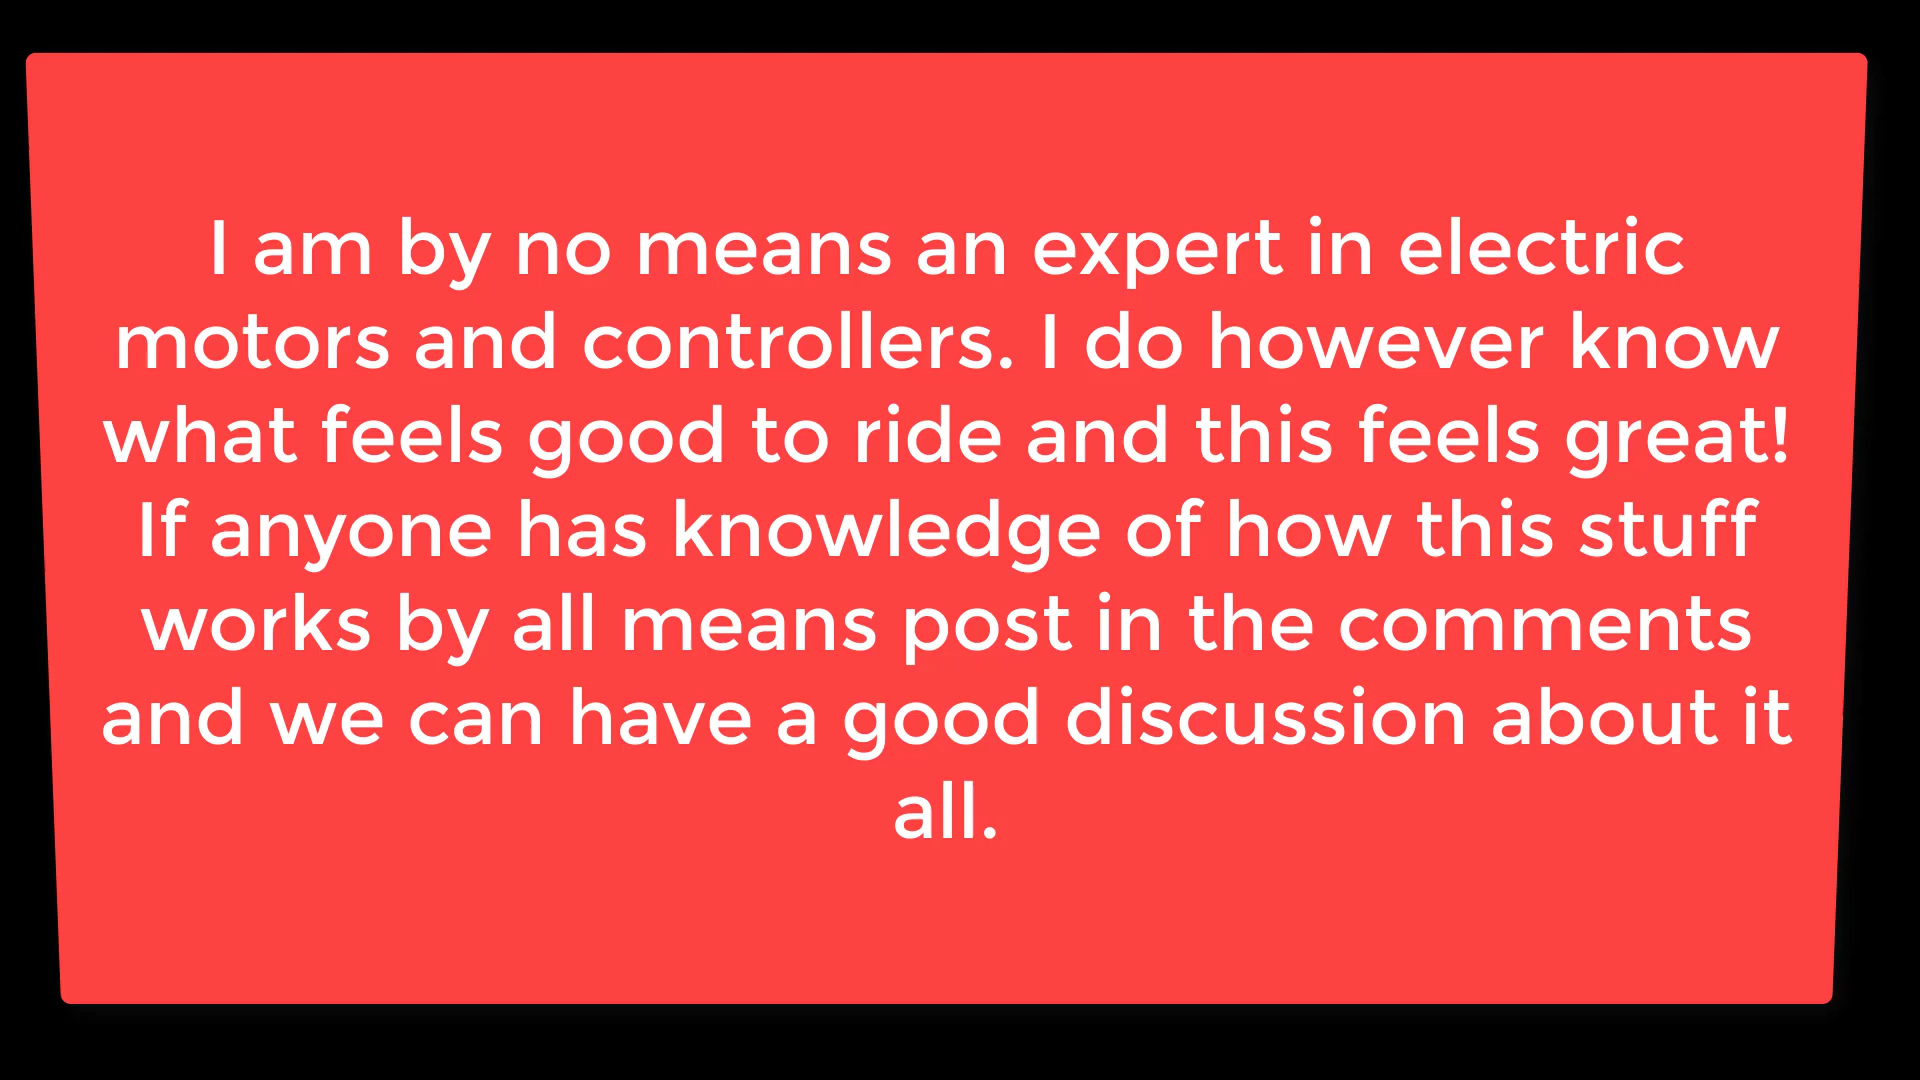 I am by no means an expert in electric
motors and controllers. I do however know
what feels good to ride and this feels great!
If anyone has knowledge of how this stuff
works by all means post in the comments
and we can have a good discussion about it
all.